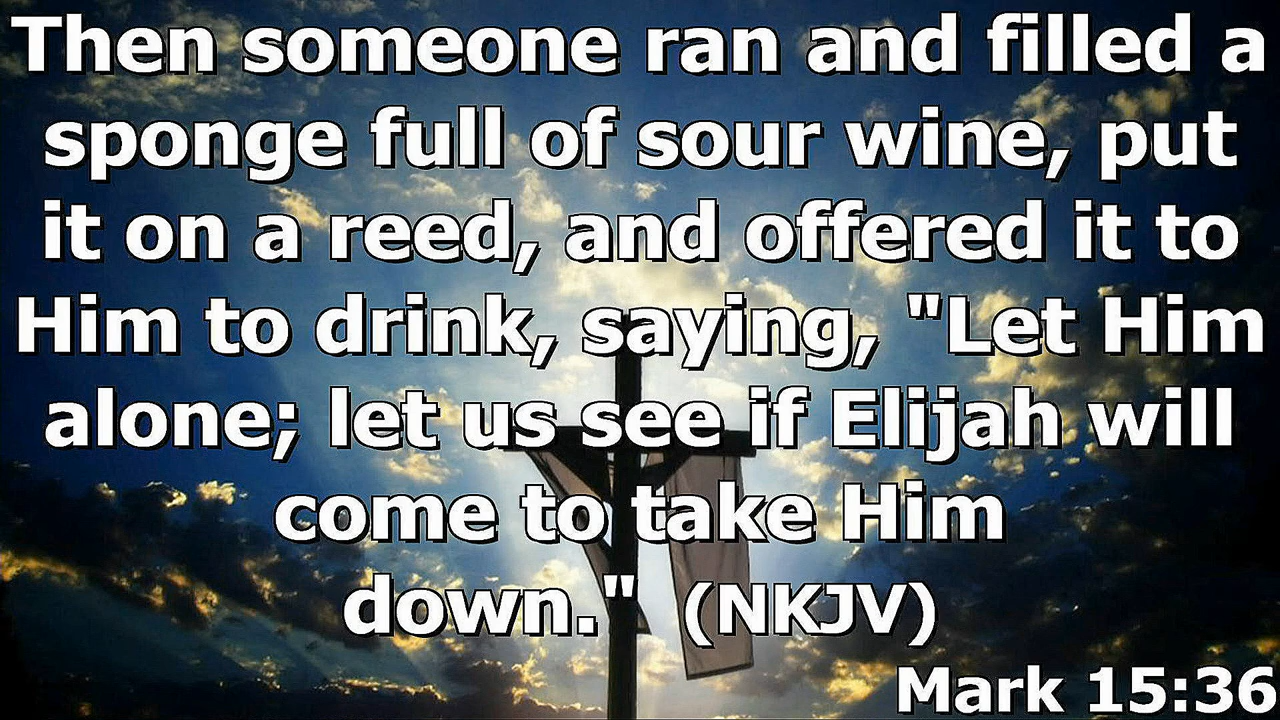 Then someone ran and filled a
sponge full of sour wine, put
it on a reed, and offered it to
Him to drink, saying, "Let Him
alone; let us see if Elijah will
come to take Him
down." (NKJV)
Mark 15:36